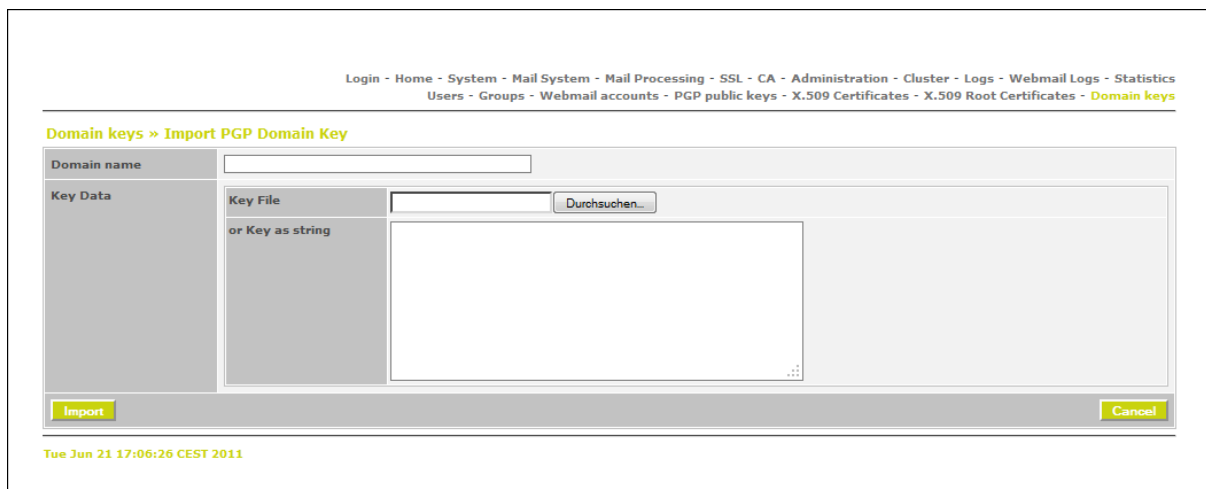 Login - Home - System - Mail System - Mail Processing - SSL - CA - Administration - Cluster - Logs - Webmail Logs - Statistics
Users - Groups - Webmail accounts - PGP public keys - X.509 Certificates - X.509 Root Certificates - Domain keys
Domain keys » Import PGP Domain Key
Domain name
Key Data
Key File
Durchsuchen...
or Key as string
Import
Cancel
Tue Jun 21 17:06:26 CEST 2011